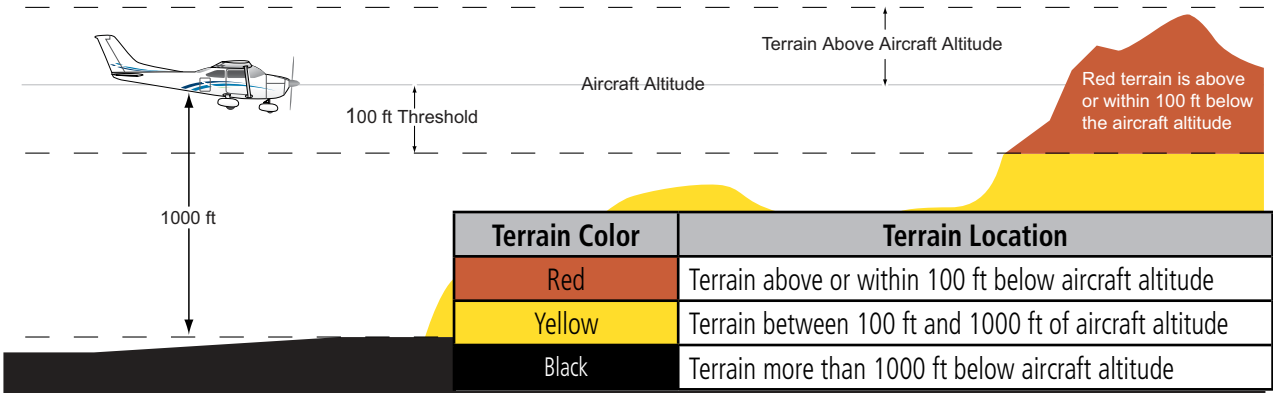 Terrain Above Aircraft Altitude
Aircraft Altitude
100 ft Threshold
Red terrain is above
or within 100 ft below
the aircraft altitude
1000 ft
Terrain Color Terrain Location
Red Terrain above or within 100 ft below aircraft altitude
Yellow Terrain between 100 ft and 1000 ft of aircraft altitude
Black Terrain more than 1000 ft below aircraft altitude